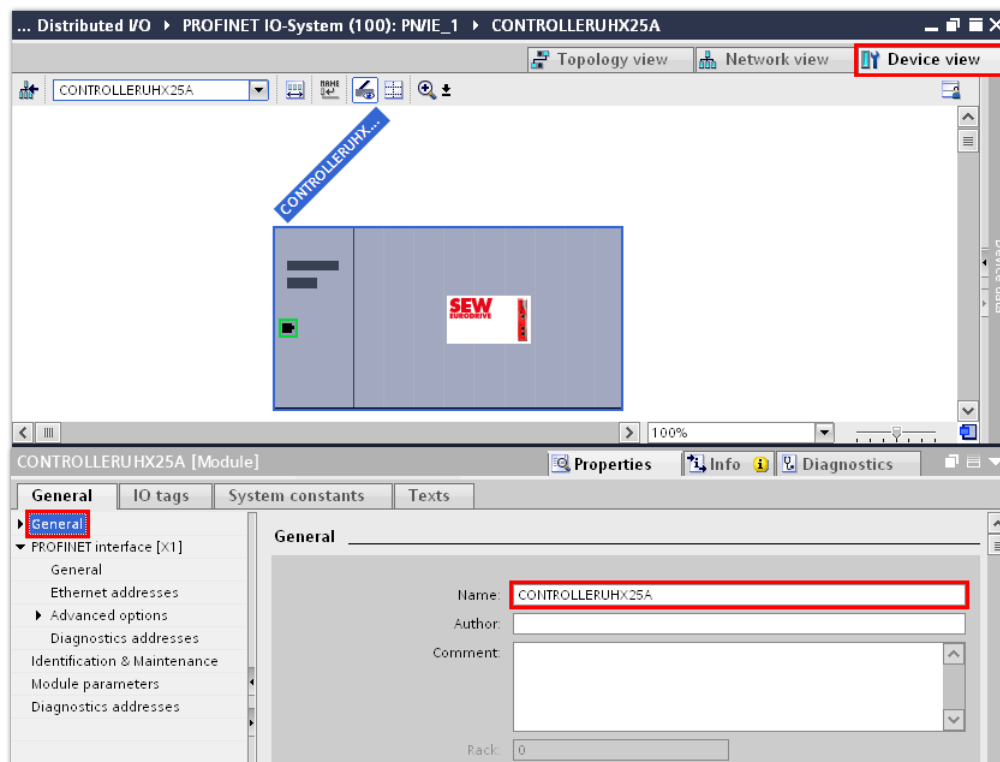 ... Distributed I/O ▸ PROFINET IO-System (100): PN/IE_1 ▸ CONTROLLERUHX25A
Topology view
Network view
Device view
CONTROLLERUHX25A
NAME
CONTROLLERUHX...
SEW
EURODRIVE
100%
CONTROLLERUHX25A [Module]
Properties
Info
Diagnostics
General
IO tags
System constants
Texts
General
PROFINET interface [X1]
General
Ethernet addresses
Advanced options
Diagnostics addresses
Identification & Maintenance
Module parameters
Diagnostics addresses
General
Name: CONTROLLERUHX25A
Author:
Comment:
Rack: 0